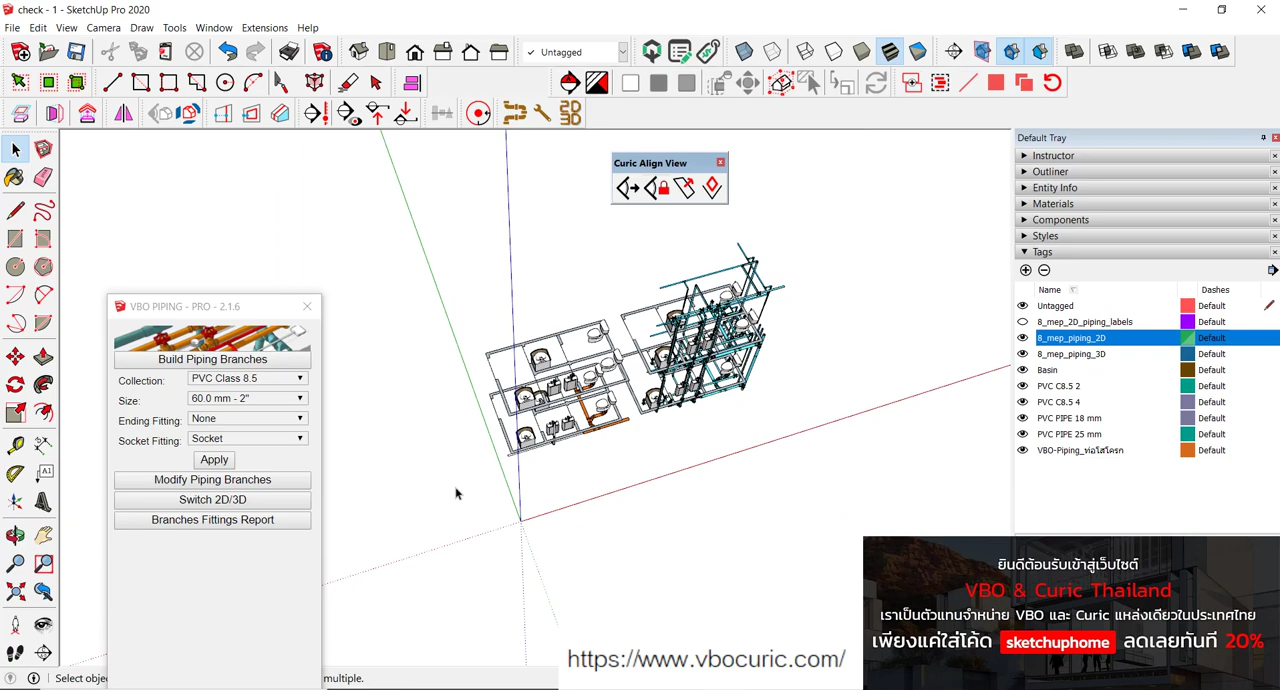 check - 1 - SketchUp Pro 2020
File Edit View Camera Draw Tools Window Extensions Help
✓ Untagged
2D
3D
Curic Align View
VBO PIPING - PRO - 2.1.6
Build Piping Branches
Collection: PVC Class 8.5
Size: 60.0 mm - 2"
Ending Fitting: None
Socket Fitting: Socket
Apply
Modify Piping Branches
Switch 2D/3D
Branches Fittings Report
Default Tray
Instructor
Outliner
Entity Info
Materials
Components
Styles
Tags
Name Dashes
Untagged Default
8_mep_2D_piping_labels Default
8_mep_piping_2D Default
8_mep_piping_3D Default
Basin Default
PVC C8.5 2 Default
PVC C8.5 4 Default
PVC PIPE 18 mm Default
PVC PIPE 25 mm Default
VBO-Piping_ท่อโสโครก Default
ยินดีต้อนรับเข้าสู่เว็บไซต์
VBO & Curic Thailand
เราเป็นตัวแทนจำหน่าย VBO และ Curic แหล่งเดียวในประเทศไทย
เพียงแค่ใส่โค้ด sketchuphome ลดเลยทันที 20%
https://www.vbocuric.com/
Select objec
multiple.